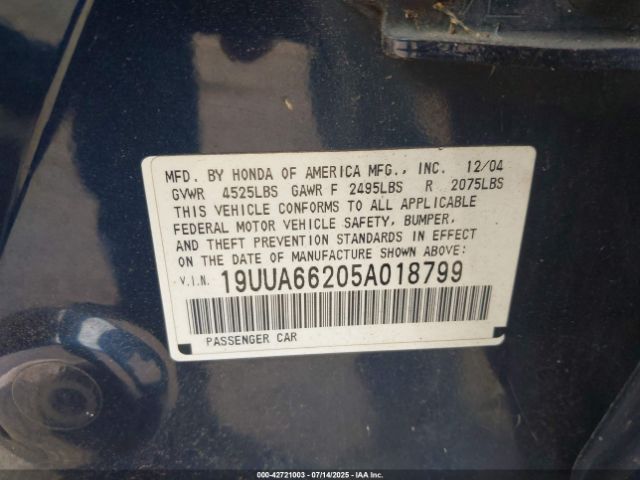 MFD. BY HONDA OF AMERICA MFG., INC. 12/04
GVWR 4525LBS GAWR F 2495LBS R 2075LBS
THIS VEHICLE CONFORMS TO ALL APPLICABLE
FEDERAL MOTOR VEHICLE SAFETY, BUMPER,
AND THEFT PREVENTION STANDARDS IN EFFECT
ON THE DATE OF MANUFACTURE SHOWN ABOVE:
V.I.N. 19UUA66205A018799
PASSENGER CAR
© 000-42721003 | 07/14/2025 | IAAI.COM